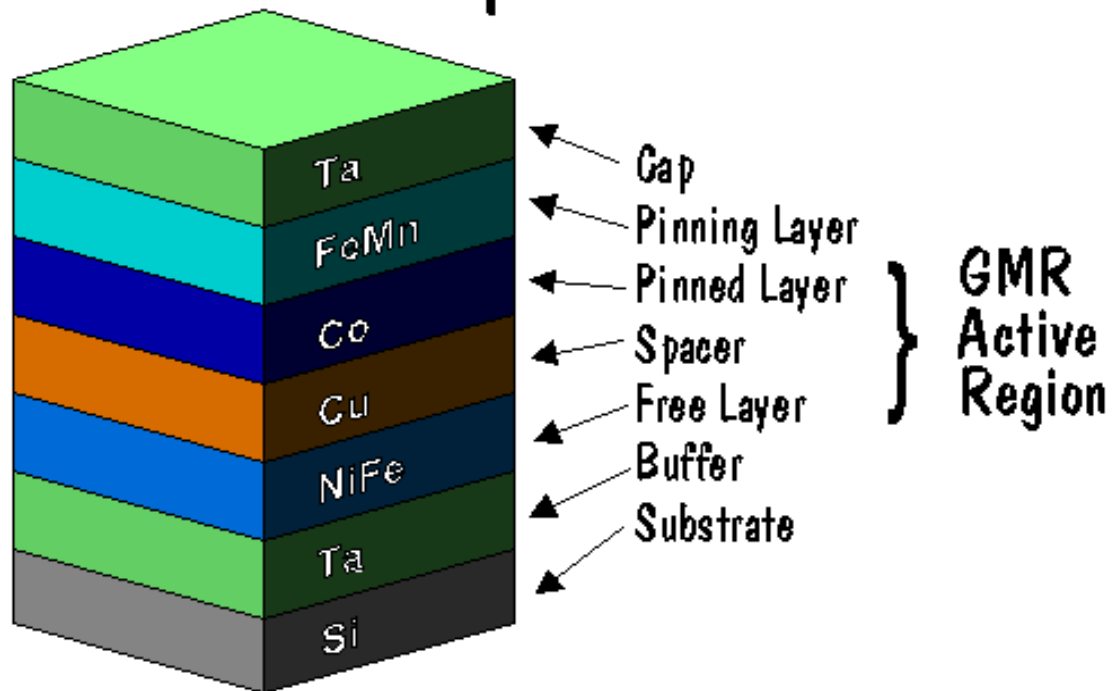 Ta
FeMn
Co
Cu
NiFe
Ta
Si
Cap
Pinning Layer
Pinned Layer
Spacer
Free Layer
Buffer
Substrate
GMR
Active
Region